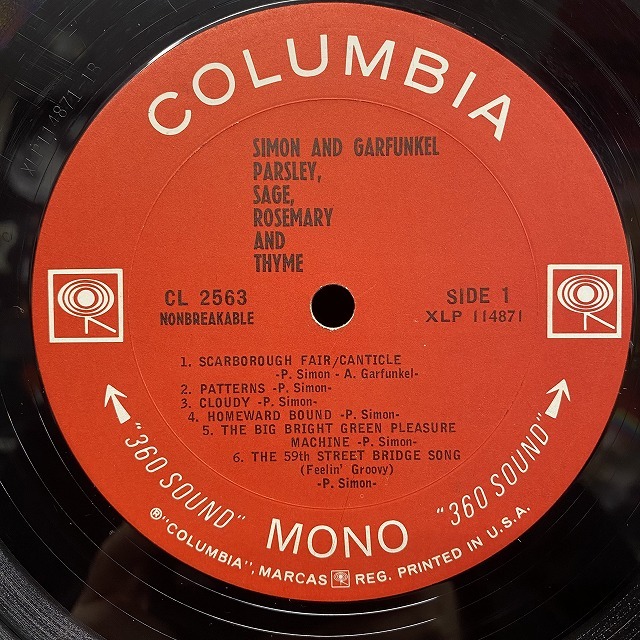 COLUMBIA
SIMON AND GARFUNKEL
PARSLEY,
SAGE,
ROSEMARY
AND
THYME
CL 2563
NONBREAKABLE
SIDE 1
XLP 114871
1. SCARBOROUGH FAIR/CANTICLE
-P. Simon - A. Garfunkel-
2. PATTERNS -P. Simon-
3. CLOUDY -P. Simon-
4. HOMEWARD BOUND -P. Simon-
5. THE BIG BRIGHT GREEN PLEASURE
MACHINE -P. Simon-
6. THE 59th STREET BRIDGE SONG
(Feelin' Groovy)
-P. Simon-
"360 SOUND"
MONO
"360 SOUND"
®"COLUMBIA", MARCAS REG. PRINTED IN U.S.A.
XLP114871